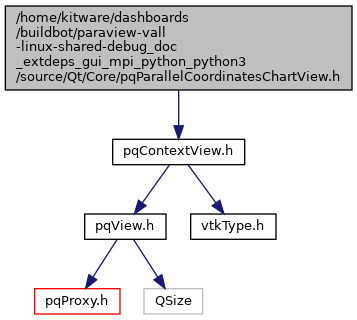 /home/kitware/dashboards
/buildbot/paraview-vall
-linux-shared-debug_doc
_extdeps_gui_mpi_python_python3
/source/Qt/Core/pqParallelCoordinatesChartView.h
pqContextView.h
pqView.h
vtkType.h
pqProxy.h
QSize